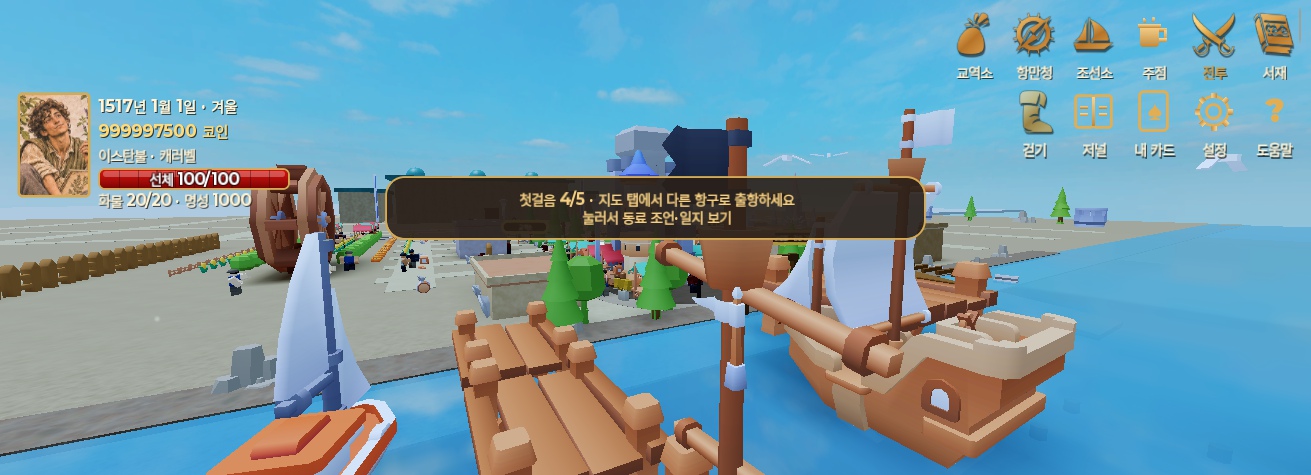 교역소
항만청
조선소
주점
전투
서재
걷기
저널
내 카드
설정
도움말
1517년 1월 1일 · 겨울
999997500 코인
이스탄불 · 캐러벨
선체 100/100
화물 20/20 · 명성 1000
첫걸음 4/5 · 지도 탭에서 다른 항구로 출항하세요
눌러서 동료 조언·일지 보기